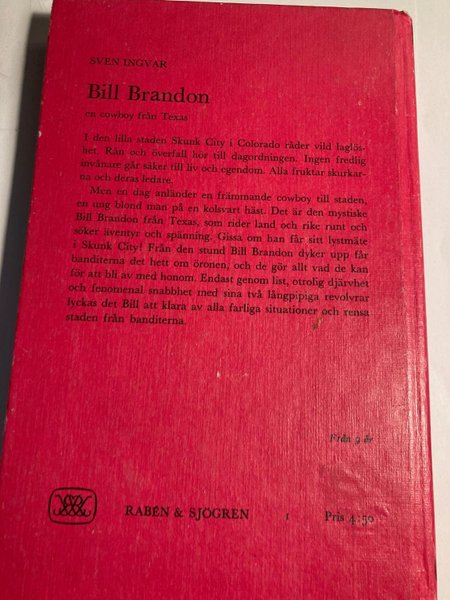 SVEN INGVAR
Bill Brandon
en cowboy från Texas
I den lilla staden Skunk City i Colorado råder vild laglös-
het. Rån och överfall hör till dagordningen. Ingen fredlig
invånare går säker till liv och egendom. Alla fruktar skurkar-
na och deras ledare.
Men en dag anländer en främmande cowboy till staden,
en ung blond man på en kolsvart häst. Det är den mystiske
Bill Brandon från Texas, som rider land och rike runt och
söker äventyr och spänning. Gissa om han får sitt lystmäte
i Skunk City! Från den stund Bill Brandon dyker upp får
banditerna det hett om öronen, och de gör allt vad de kan
för att bli av med honom. Endast genom list, otrolig djärvhet
och fenomenal snabbhet med sina två långpipiga revolvrar
lyckas det Bill att klara av alla farliga situationer och rensa
staden från banditerna.
Från 9 år
RABÉN & SJÖGREN 1 Pris 4:50